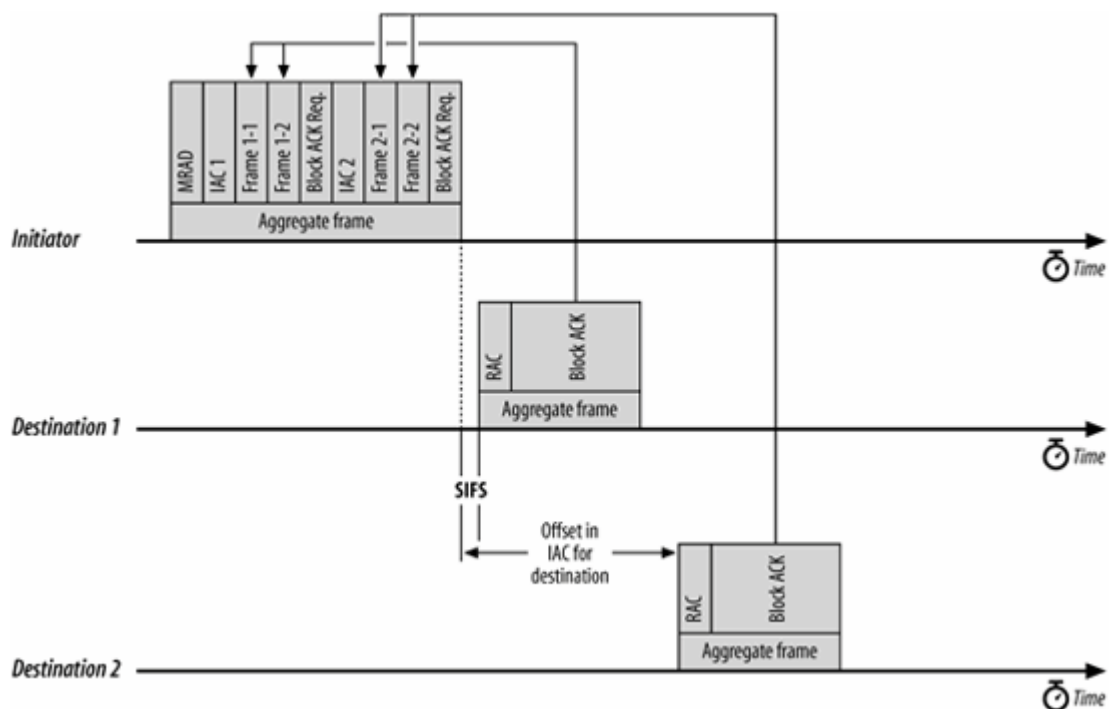 MRAD
IAC 1
Frame 1-1
Frame 1-2
Block ACK Req.
IAC 2
Frame 2-1
Frame 2-2
Block ACK Req.
Aggregate frame
Initiator
Time
RAC
Block ACK
Aggregate frame
Destination 1
Time
SIFS
Offset in
IAC for
destination
RAC
Block ACK
Aggregate frame
Destination 2
Time